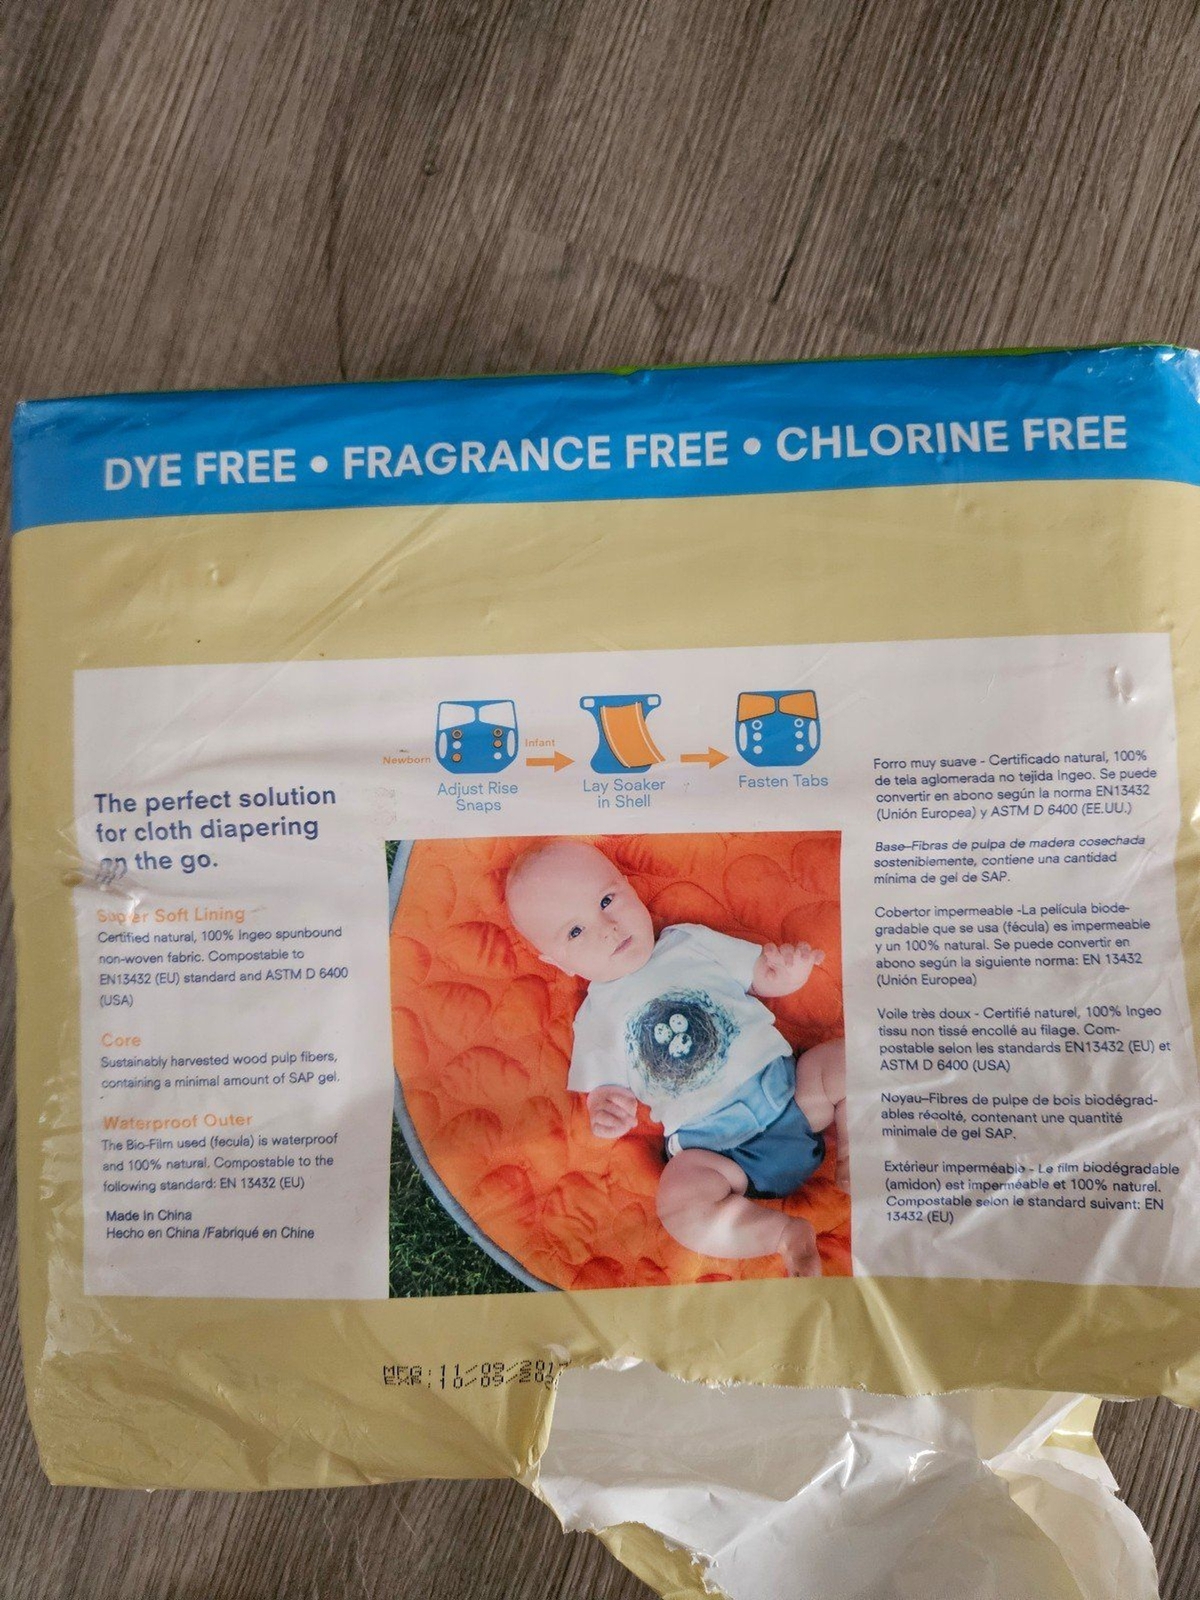 DYE FREE • FRAGRANCE FREE • CHLORINE FREE
Newborn
Infant
Adjust Rise
Snaps
Lay Soaker
in Shell
Fasten Tabs
The perfect solution
for cloth diapering
on the go.
Super Soft Lining
Certified natural, 100% Ingeo spunbound
non-woven fabric. Compostable to
EN13432 (EU) standard and ASTM D 6400
(USA)
Core
Sustainably harvested wood pulp fibers,
containing a minimal amount of SAP gel.
Waterproof Outer
The Bio-Film used (fecula) is waterproof
and 100% natural. Compostable to the
following standard: EN 13432 (EU)
Made in China
Hecho en China /Fabriqué en Chine
Forro muy suave - Certificado natural, 100%
de tela aglomerada no tejida Ingeo. Se puede
convertir en abono según la norma EN13432
(Unión Europea) y ASTM D 6400 (EE.UU.)
Base–Fibras de pulpa de madera cosechada
sosteniblemente, contiene una cantidad
mínima de gel de SAP.
Cobertor impermeable -La película biode-
gradable que se usa (fécula) es impermeable
y un 100% natural. Se puede convertir en
abono según la siguiente norma: EN 13432
(Unión Europea)
Voile très doux - Certifié naturel, 100% Ingeo
tissu non tissé encollé au filage. Com-
postable selon les standards EN13432 (EU) et
ASTM D 6400 (USA)
Noyau–Fibres de pulpe de bois biodégrad-
ables récolté, contenant une quantité
minimale de gel SAP.
Extérieur imperméable - Le film biodégradable
(amidon) est imperméable et 100% naturel.
Compostable selon le standard suivant: EN
13432 (EU)
MFG:11/09/201
EXP:10/09/20